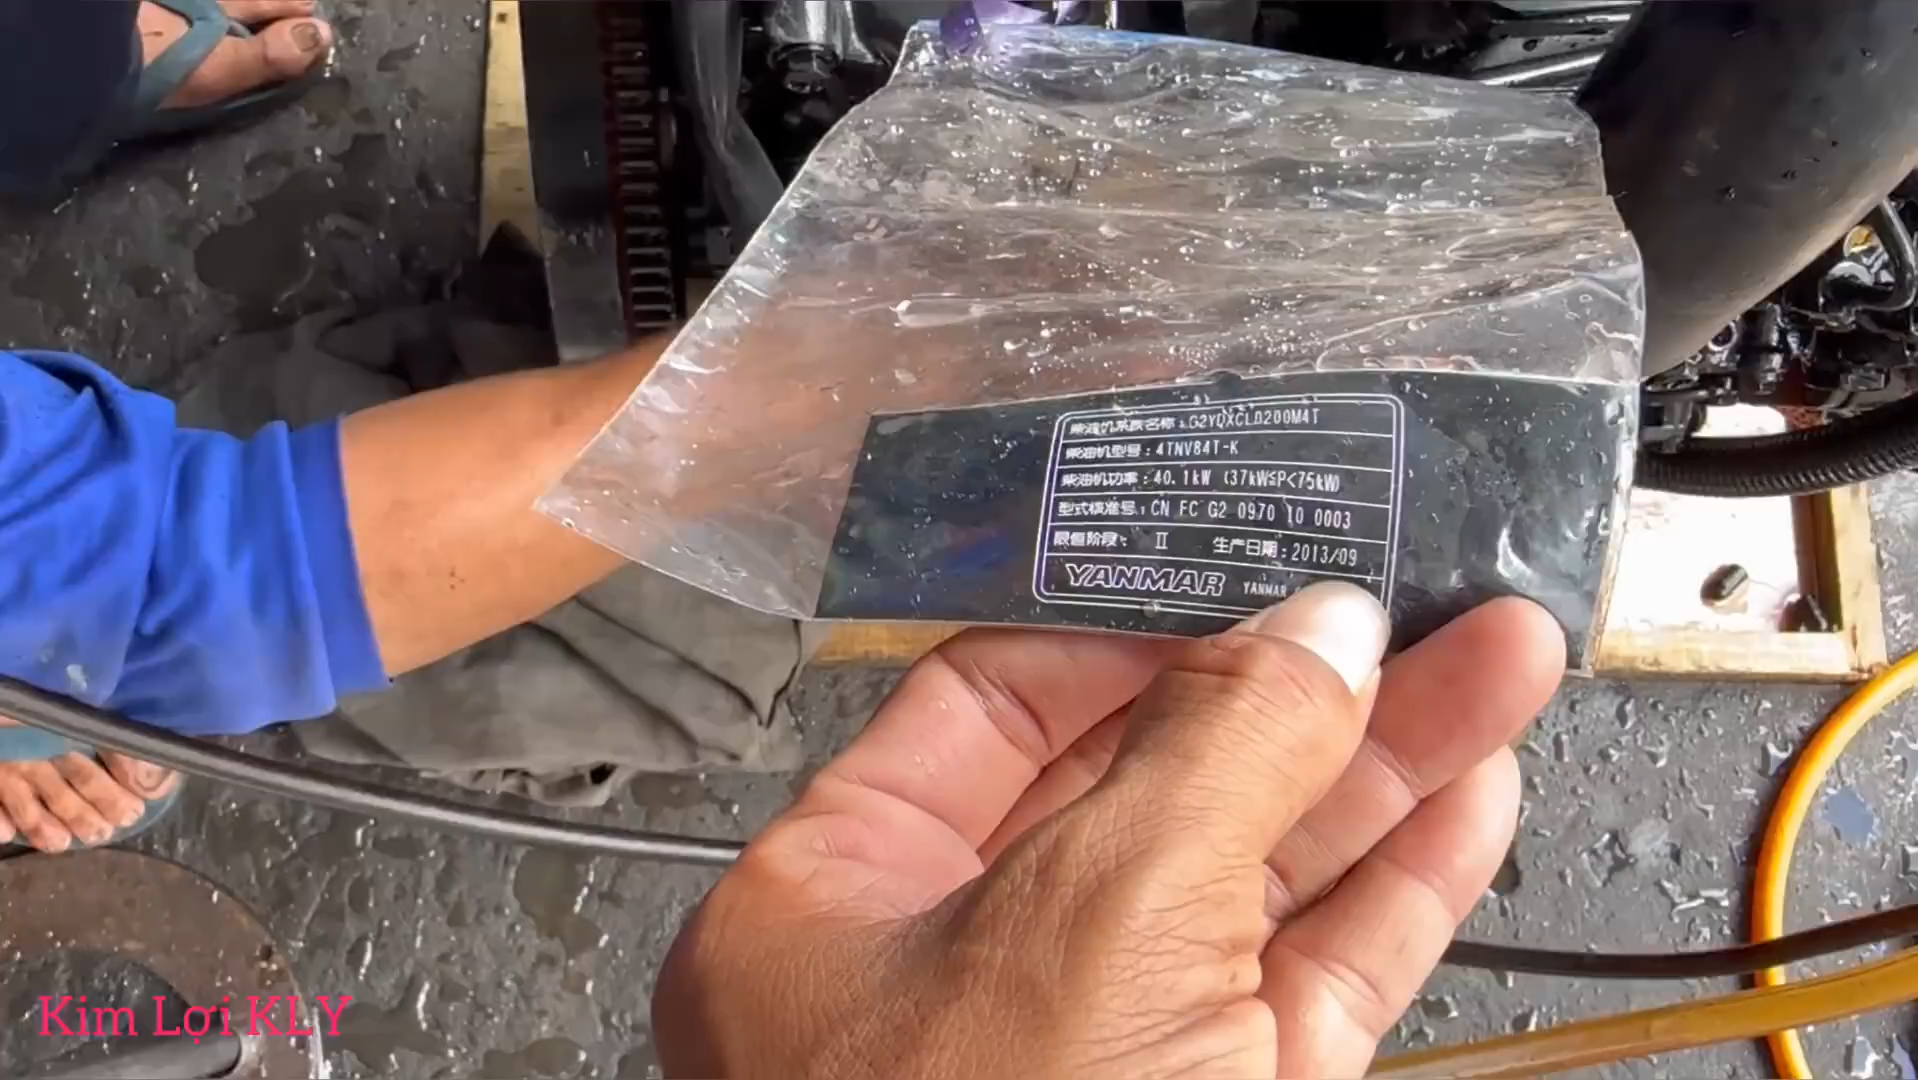 柴油机系族名称:G2YDXCL0200M4T
柴油机型号:4TNV84T-K
柴油机功率:40.1kW (37kW≤P<75kW)
型式核准号:CN FC G2 0970 10 0003
限值阶段: Ⅱ 生产日期:2013/09
YANMAR YANMAR
Kim Lợi KLY